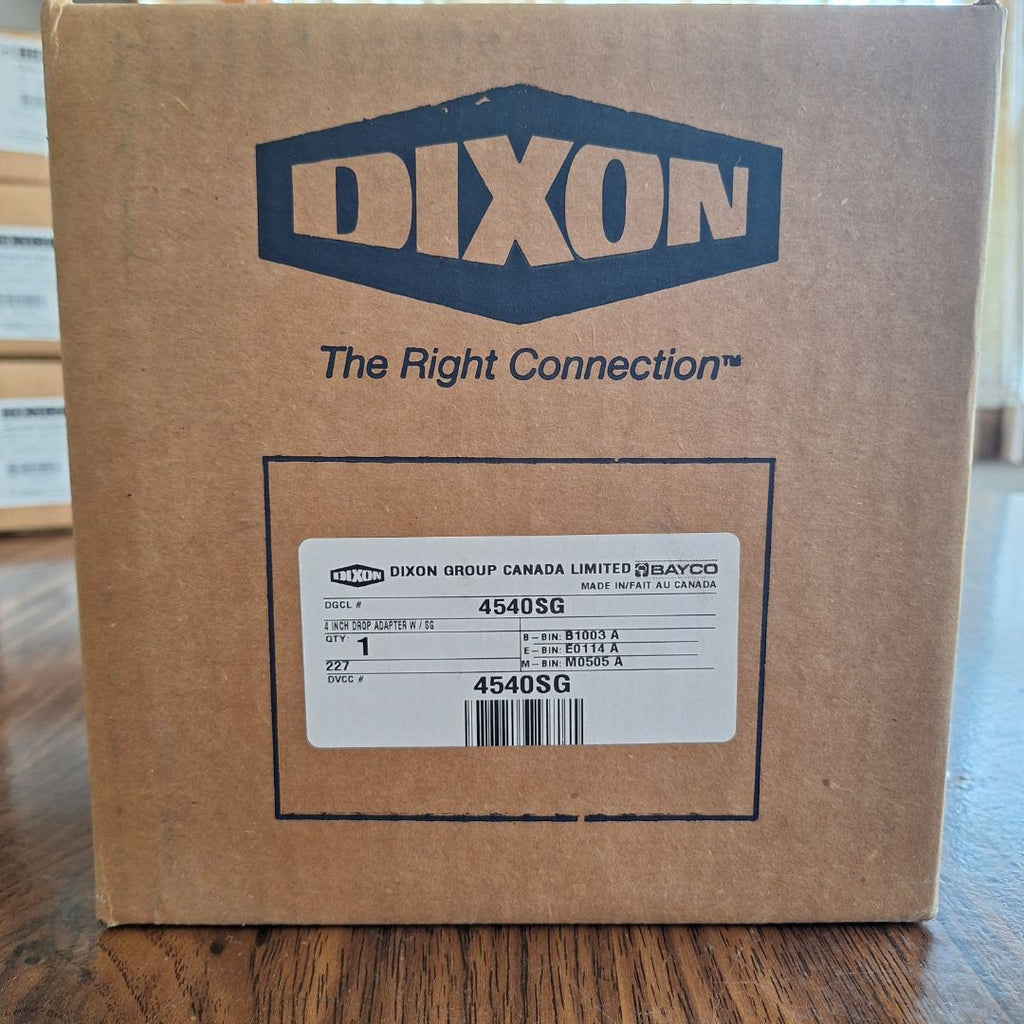 DIXON
The Right Connection™
DIXON DIXON GROUP CANADA LIMITED BAYCO
MADE IN/FAIT AU CANADA
DGCL # 4540SG
4 INCH DROP ADAPTER W / SG
QTY: 1
B - BIN: B1003 A
E - BIN: E0114 A
227 M - BIN: M0505 A
DVCC # 4540SG